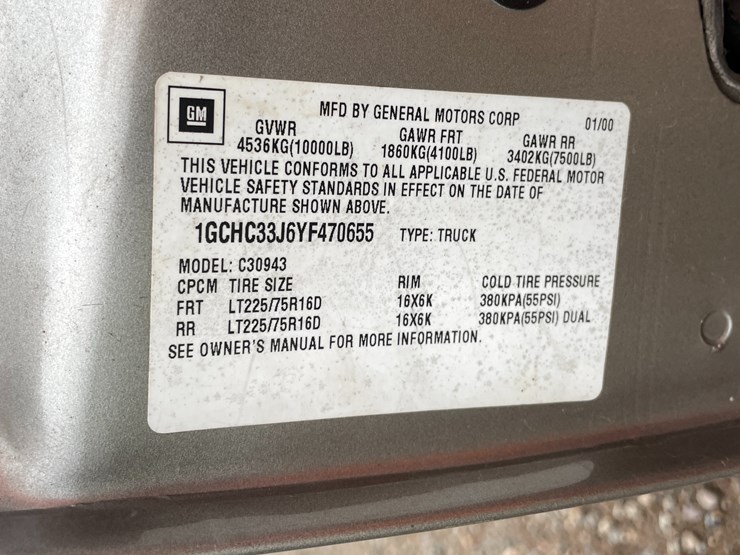 GM
MFD BY GENERAL MOTORS CORP 01/00
GVWR GAWR FRT GAWR RR
4536KG(10000LB) 1860KG(4100LB) 3402KG(7500LB)
THIS VEHICLE CONFORMS TO ALL APPLICABLE U.S. FEDERAL MOTOR
VEHICLE SAFETY STANDARDS IN EFFECT ON THE DATE OF
MANUFACTURE SHOWN ABOVE.
1GCHC33J6YF470655 TYPE: TRUCK
MODEL: C30943
CPCM TIRE SIZE RIM COLD TIRE PRESSURE
FRT LT225/75R16D 16X6K 380KPA(55PSI)
RR LT225/75R16D 16X6K 380KPA(55PSI) DUAL
SEE OWNER'S MANUAL FOR MORE INFORMATION.